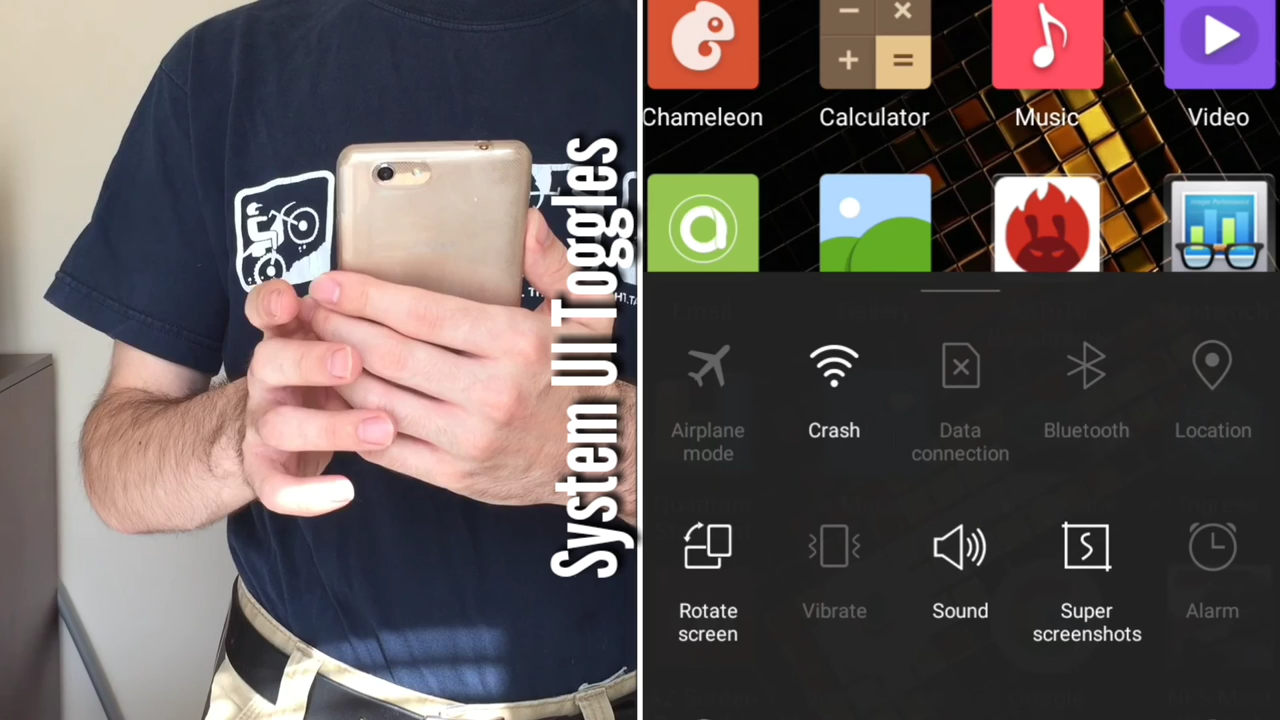 System UI Toggles
Chameleon
Calculator
Music
Video
Airplane
mode
Crash
Data
connection
Bluetooth
Location
Rotate
screen
Vibrate
Sound
Super
screenshots
Alarm